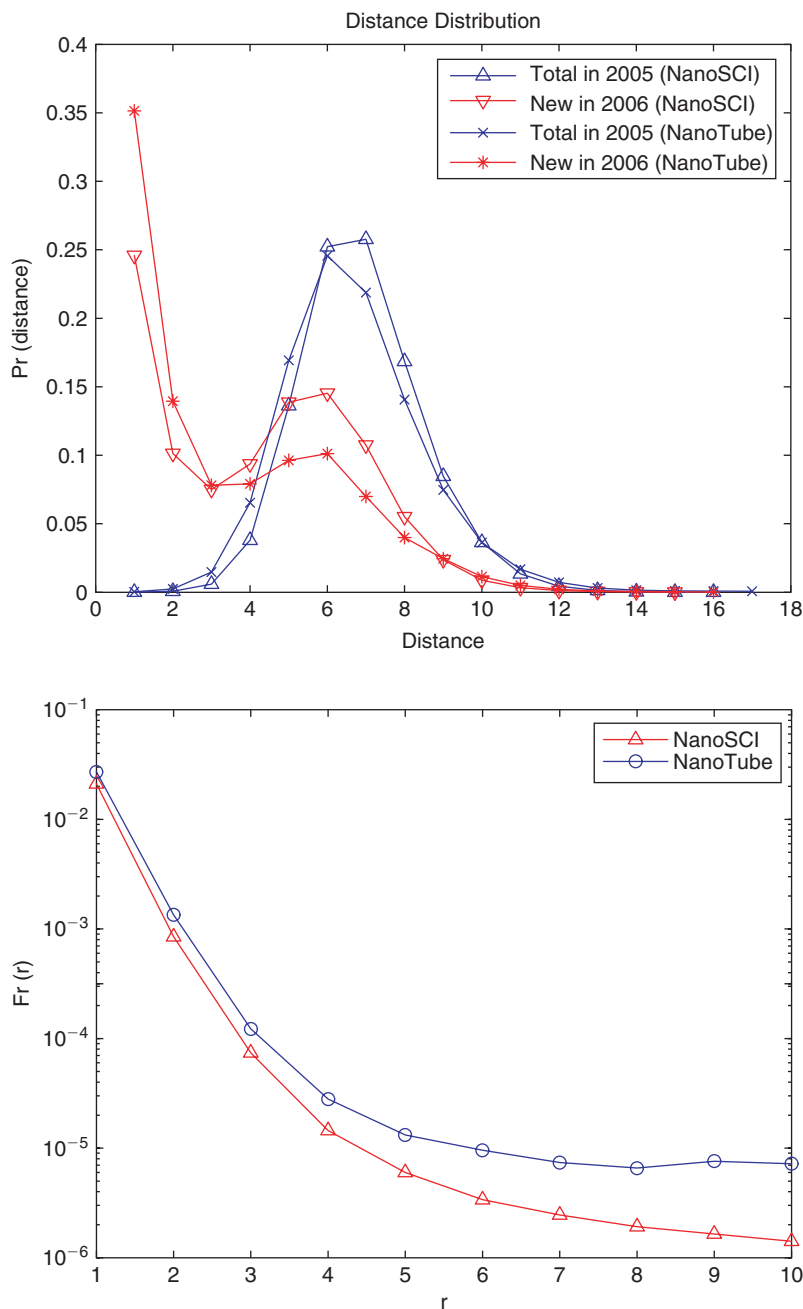 Distance Distribution
0.4
0.35
0.3
0.25
0.2
0.15
0.1
0.05
0
Pr (distance)
Total in 2005 (NanoSCI)
New in 2006 (NanoSCI)
Total in 2005 (NanoTube)
New in 2006 (NanoTube)
0 2 4 6 8 10 12 14 16 18
Distance
10⁻¹
10⁻²
10⁻³
10⁻⁴
10⁻⁵
10⁻⁶
Fr (r)
NanoSCI
NanoTube
1 2 3 4 5 6 7 8 9 10
r